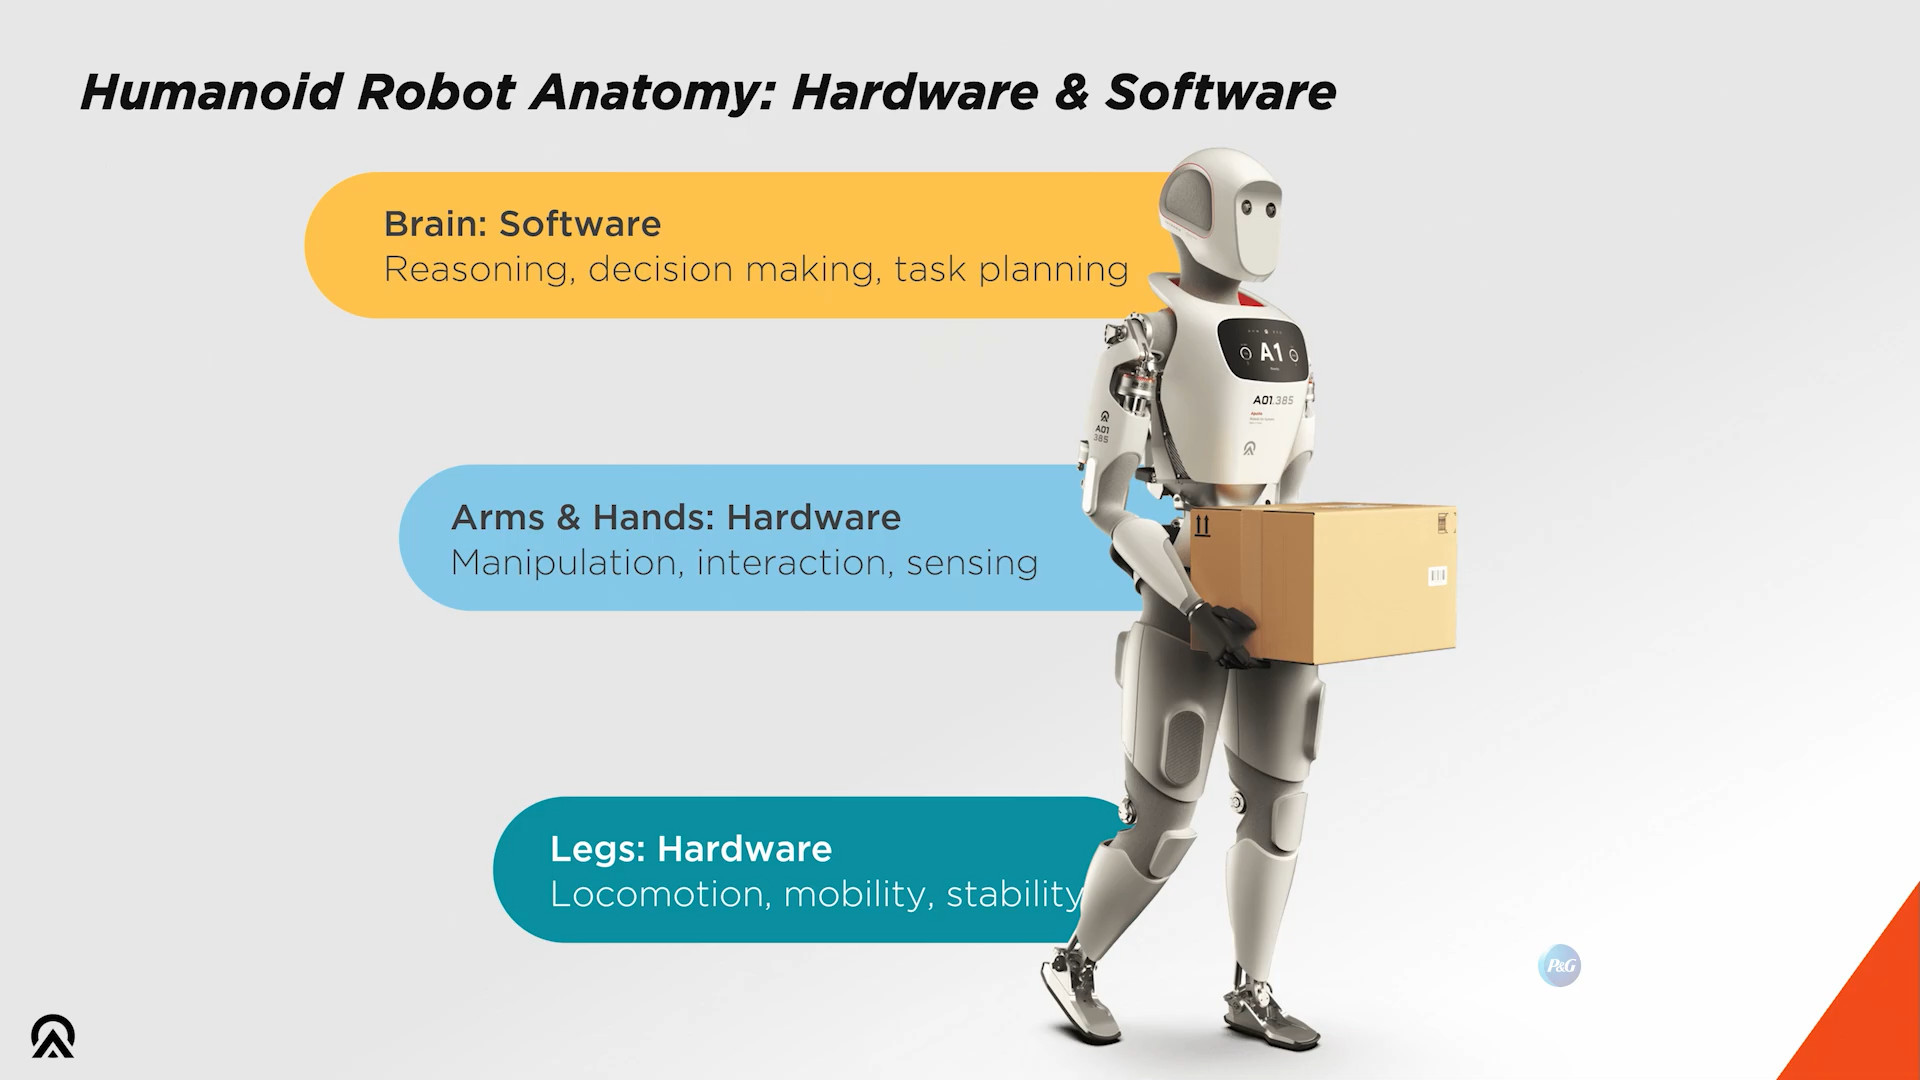 Humanoid Robot Anatomy: Hardware & Software
Brain: Software
Reasoning, decision making, task planning
A1
A01.385
A01
385
Arms & Hands: Hardware
Manipulation, interaction, sensing
Legs: Hardware
Locomotion, mobility, stability
P&G